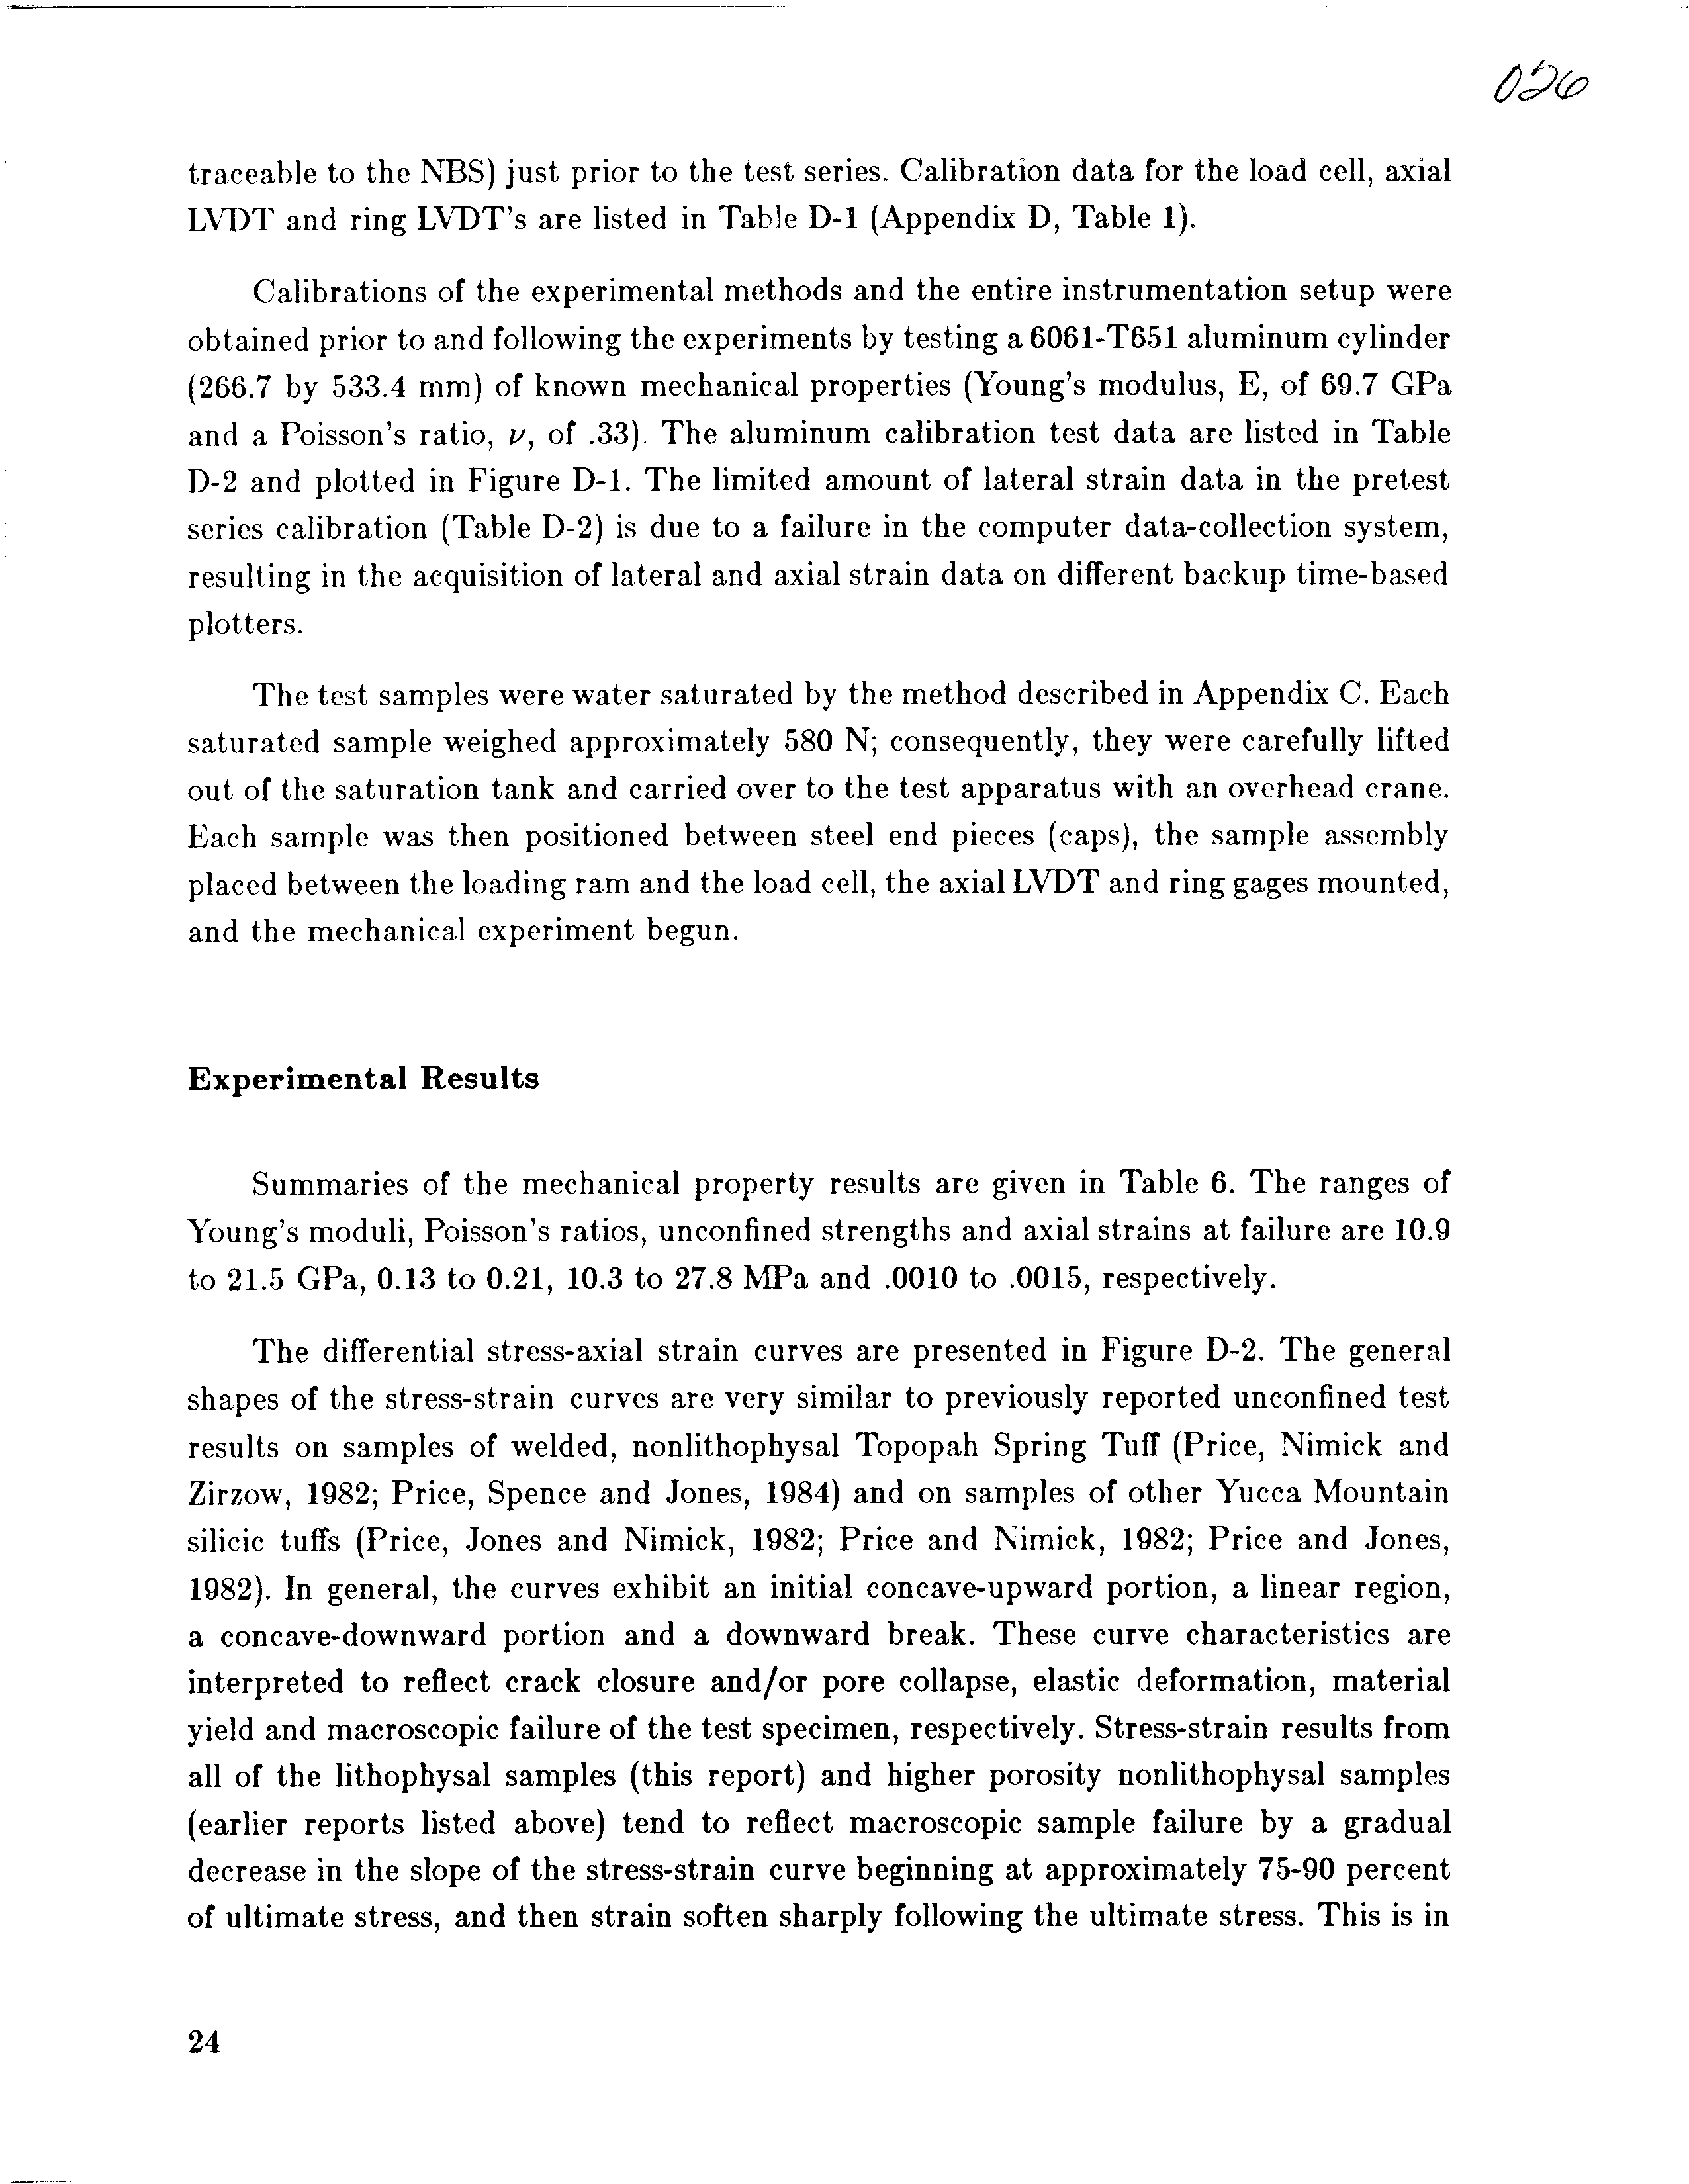 026
traceable to the NBS) just prior to the test series. Calibration data for the load cell, axial
LVDT and ring LVDT's are listed in Table D-1 (Appendix D, Table 1).
Calibrations of the experimental methods and the entire instrumentation setup were
obtained prior to and following the experiments by testing a 6061-T651 aluminum cylinder
(266.7 by 533.4 mm) of known mechanical properties (Young's modulus, E, of 69.7 GPa
and a Poisson's ratio, ν, of .33). The aluminum calibration test data are listed in Table
D-2 and plotted in Figure D-1. The limited amount of lateral strain data in the pretest
series calibration (Table D-2) is due to a failure in the computer data-collection system,
resulting in the acquisition of lateral and axial strain data on different backup time-based
plotters.
The test samples were water saturated by the method described in Appendix C. Each
saturated sample weighed approximately 580 N; consequently, they were carefully lifted
out of the saturation tank and carried over to the test apparatus with an overhead crane.
Each sample was then positioned between steel end pieces (caps), the sample assembly
placed between the loading ram and the load cell, the axial LVDT and ring gages mounted,
and the mechanical experiment begun.
Experimental Results
Summaries of the mechanical property results are given in Table 6. The ranges of
Young's moduli, Poisson's ratios, unconfined strengths and axial strains at failure are 10.9
to 21.5 GPa, 0.13 to 0.21, 10.3 to 27.8 MPa and .0010 to .0015, respectively.
The differential stress-axial strain curves are presented in Figure D-2. The general
shapes of the stress-strain curves are very similar to previously reported unconfined test
results on samples of welded, nonlithophysal Topopah Spring Tuff (Price, Nimick and
Zirzow, 1982; Price, Spence and Jones, 1984) and on samples of other Yucca Mountain
silicic tuffs (Price, Jones and Nimick, 1982; Price and Nimick, 1982; Price and Jones,
1982). In general, the curves exhibit an initial concave-upward portion, a linear region,
a concave-downward portion and a downward break. These curve characteristics are
interpreted to reflect crack closure and/or pore collapse, elastic deformation, material
yield and macroscopic failure of the test specimen, respectively. Stress-strain results from
all of the lithophysal samples (this report) and higher porosity nonlithophysal samples
(earlier reports listed above) tend to reflect macroscopic sample failure by a gradual
decrease in the slope of the stress-strain curve beginning at approximately 75-90 percent
of ultimate stress, and then strain soften sharply following the ultimate stress. This is in
24